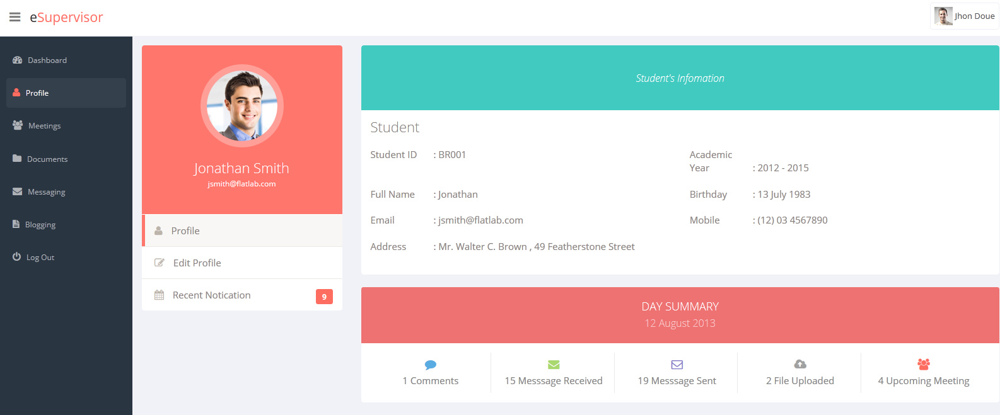 eSupervisor
Jhon Doue
Dashboard
Profile
Meetings
Documents
Messaging
Blogging
Log Out
Jonathan Smith
jsmith@flatlab.com
Profile
Edit Profile
Recent Notication 9
Student's Infomation
Student
Student ID : BR001
Academic
Year : 2012 - 2015
Full Name : Jonathan
Birthday : 13 July 1983
Email : jsmith@flatlab.com
Mobile : (12) 03 4567890
Address : Mr. Walter C. Brown , 49 Featherstone Street
DAY SUMMARY
12 August 2013
1 Comments
15 Messsage Received
19 Messsage Sent
2 File Uploaded
4 Upcoming Meeting